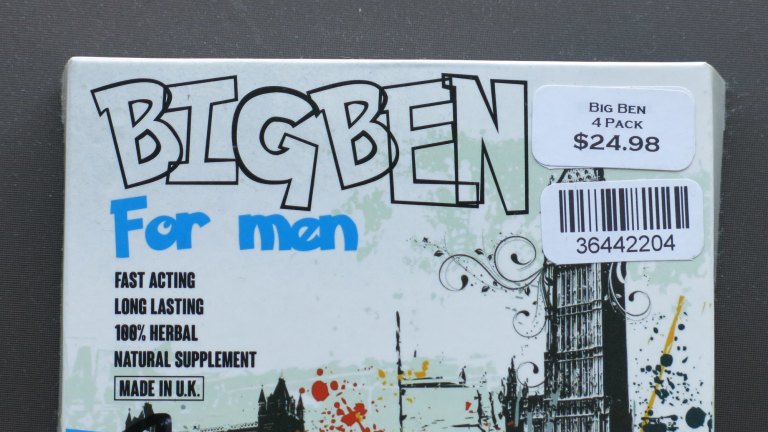 BIGBEN
For men
FAST ACTING
LONG LASTING
100% HERBAL
NATURAL SUPPLEMENT
MADE IN U.K.
BIG BEN
4 PACK
$24.98
36442204